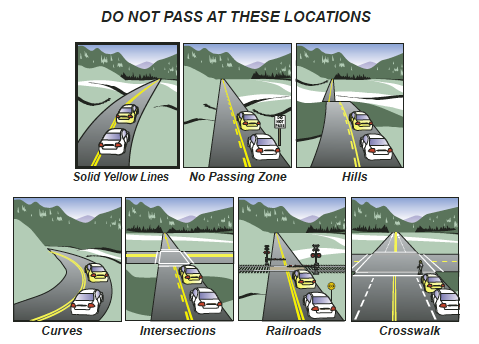 DO NOT PASS AT THESE LOCATIONS
Solid Yellow Lines
No Passing Zone
Hills
Curves
Intersections
Railroads
Crosswalk